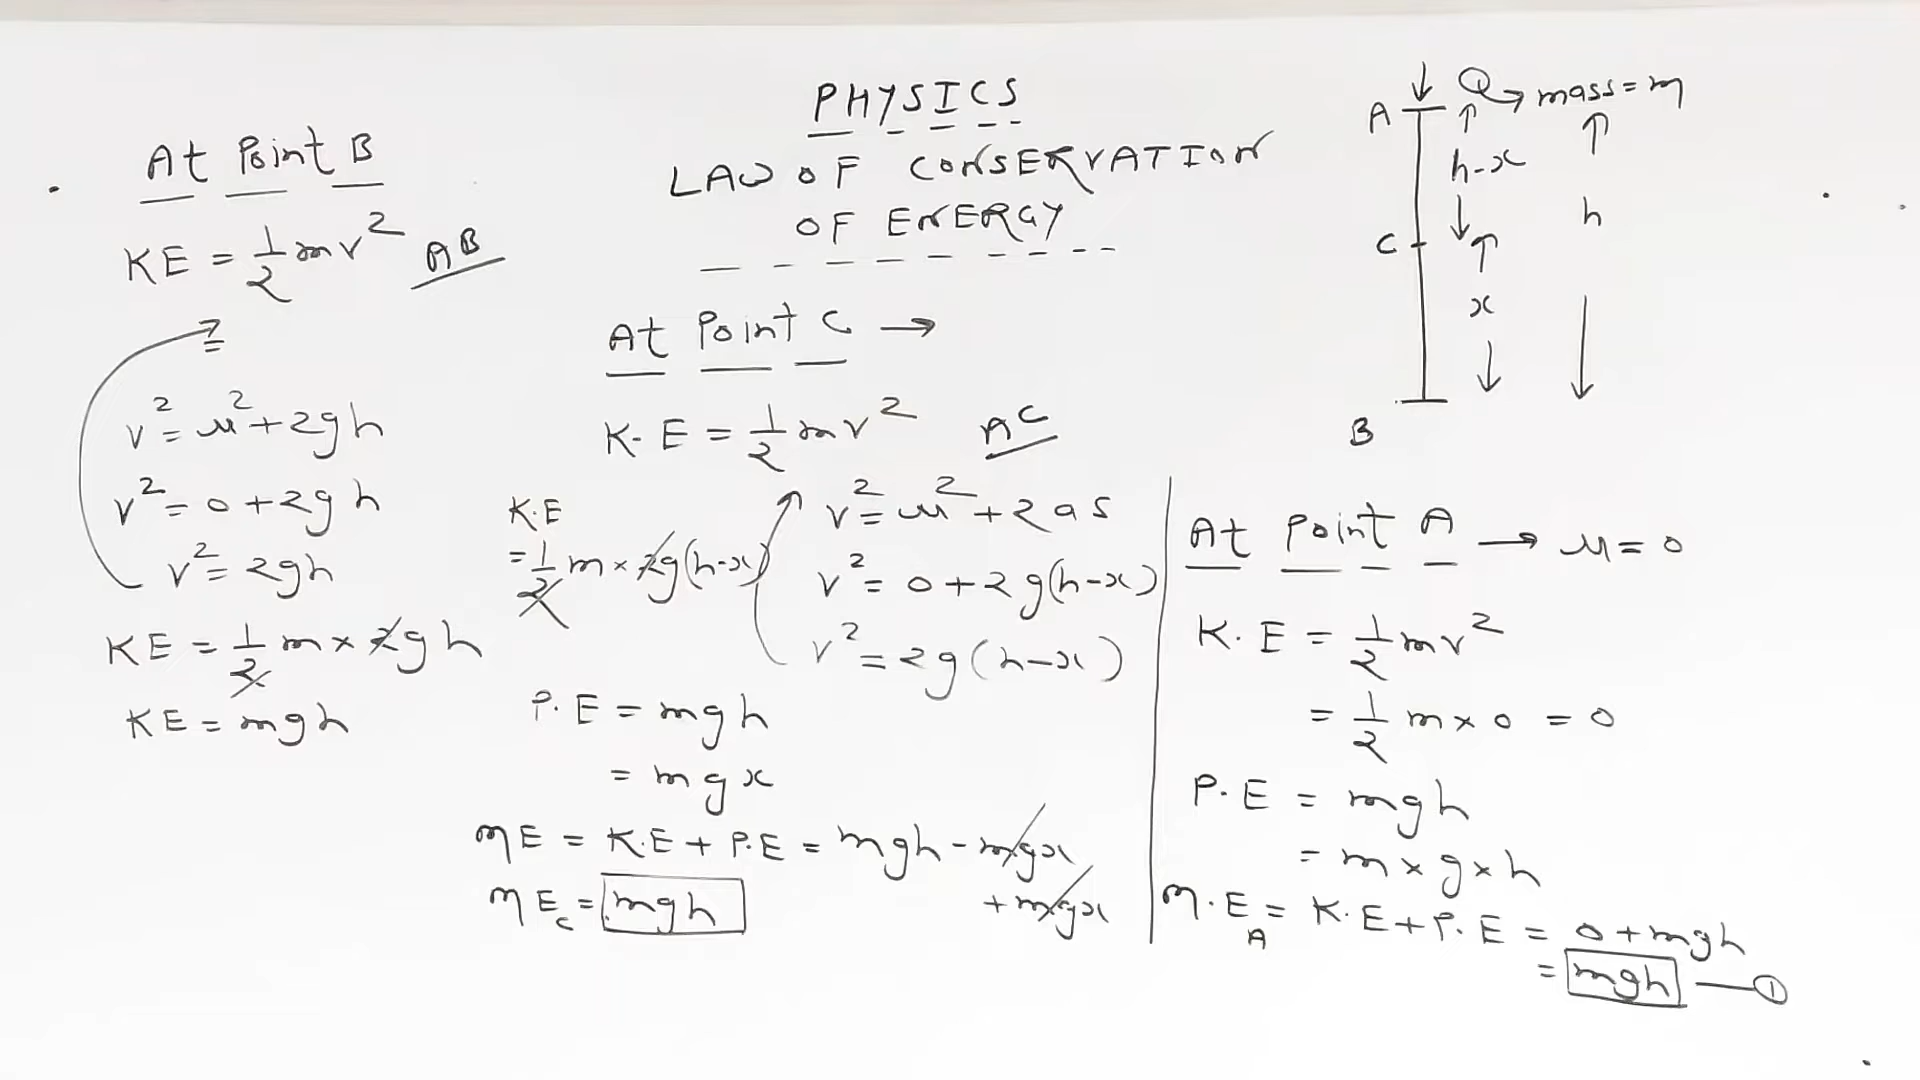 PHYSICS
LAW OF CONSERVATION
OF ENERGY
At Point B
KE = 1/2 mv² AB
v² = u² + 2gh
v² = 0 + 2gh
v² = 2gh
KE = 1/2 m × 2gh
KE = mgh
At Point C →
K.E = 1/2 mv² AC
v² = u² + 2as
v² = 0 + 2g(h-x)
v² = 2g(h-x)
K.E
= 1/2 m × 2g(h-x)
P.E = mgh
= mgx
ME = K.E + P.E = mgh - mgx
+ mgx
ME_C = mgh
A ↓ → mass = m
↑ h-x ↓
↑ h ↓
C
↑ x ↓
B
At Point A → u = 0
K.E = 1/2 mv²
= 1/2 m × 0 = 0
P.E = mgh
= m × g × h
M.E_A = K.E + P.E = 0 + mgh
= mgh — ①